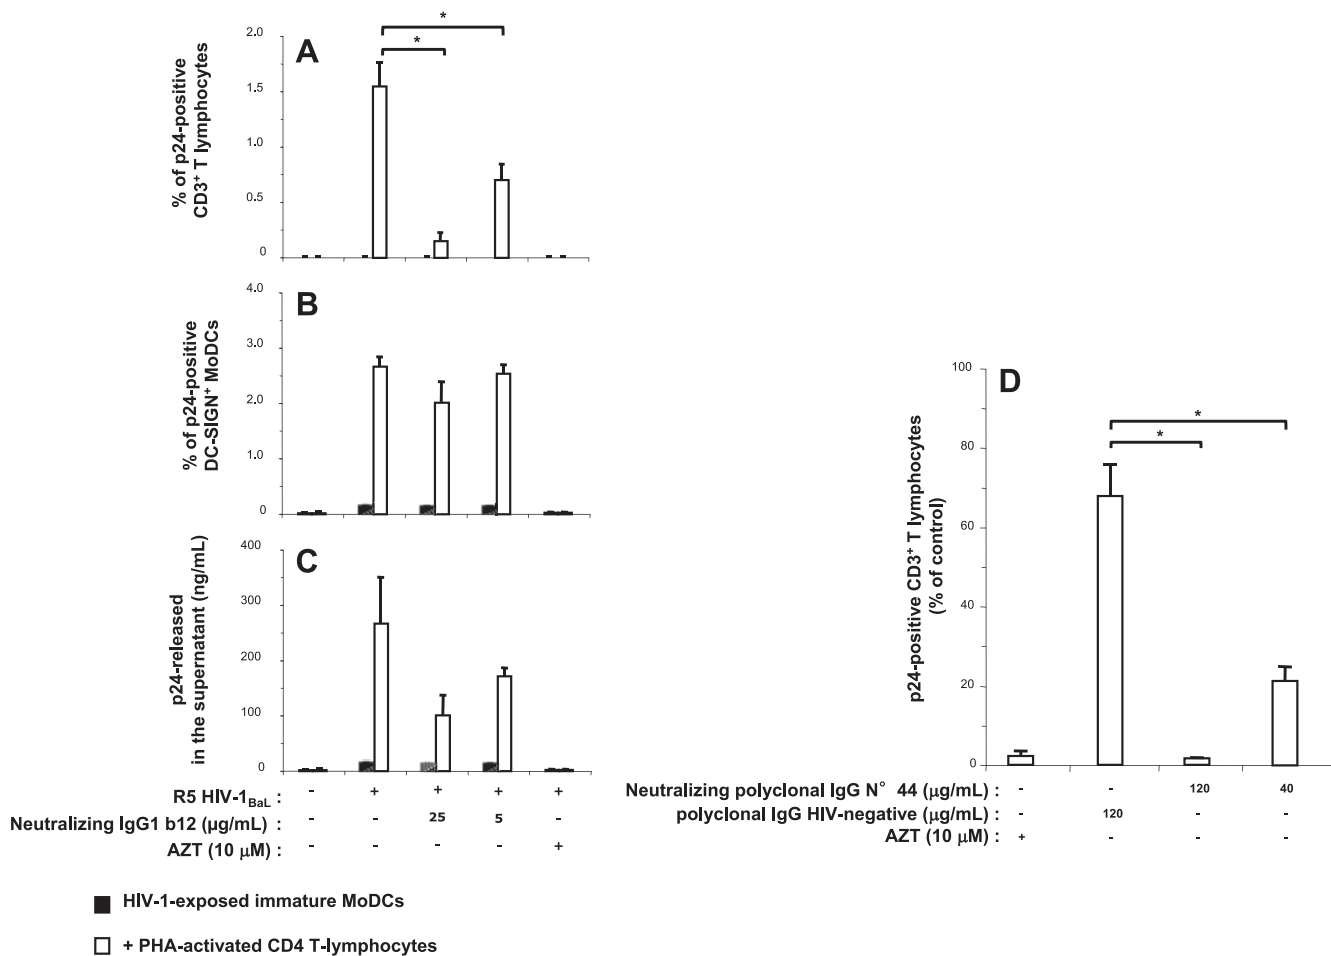 A
*
*
2.0
1.5
1.0
0.5
0
% of p24-positive
CD3+ T lymphocytes
B
4.0
3.0
2.0
1.0
0
% of p24-positive
DC-SIGN+ MoDCs
C
400
300
200
100
0
p24-released
in the supernatant (ng/mL)
R5 HIV-1BaL : - + + + +
Neutralizing IgG1 b12 (µg/mL) : - - 25 5 -
AZT (10 µM) : - - - - +
HIV-1-exposed immature MoDCs
+ PHA-activated CD4 T-lymphocytes
D
*
*
100
80
60
40
20
0
p24-positive CD3+ T lymphocytes
(% of control)
Neutralizing polyclonal IgG N° 44 (µg/mL) : - - 120 40
polyclonal IgG HIV-negative (µg/mL) : - 120 - -
AZT (10 µM) : + - - -